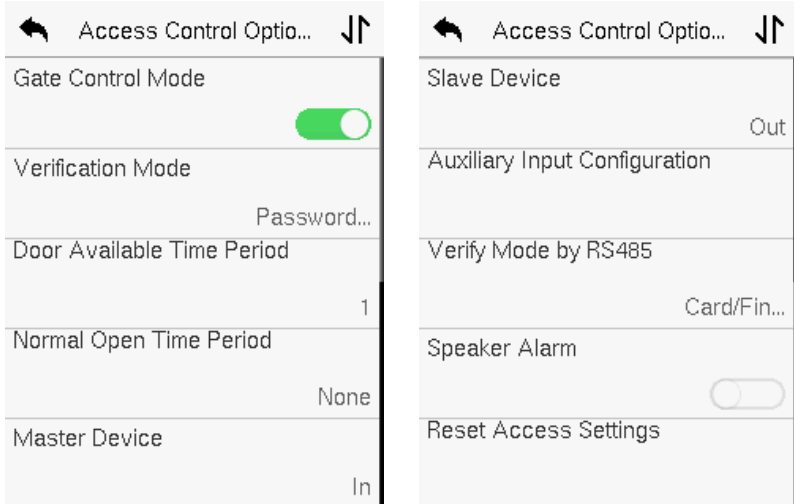 Access Control Optio...
Gate Control Mode
Verification Mode
Password...
Door Available Time Period
1
Normal Open Time Period
None
Master Device
In
Access Control Optio...
Slave Device
Out
Auxiliary Input Configuration
Verify Mode by RS485
Card/Fin...
Speaker Alarm
Reset Access Settings